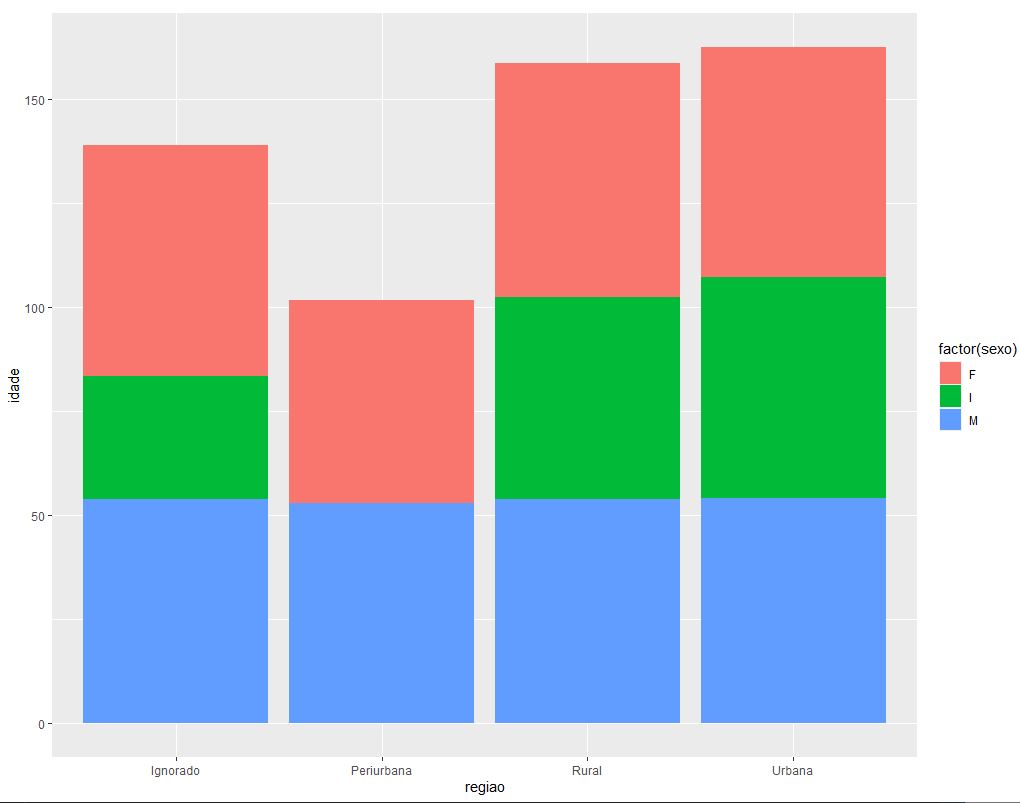 150
100
50
0
idade
Ignorado
Periurbana
Rural
Urbana
regiao
factor(sexo)
F
I
M